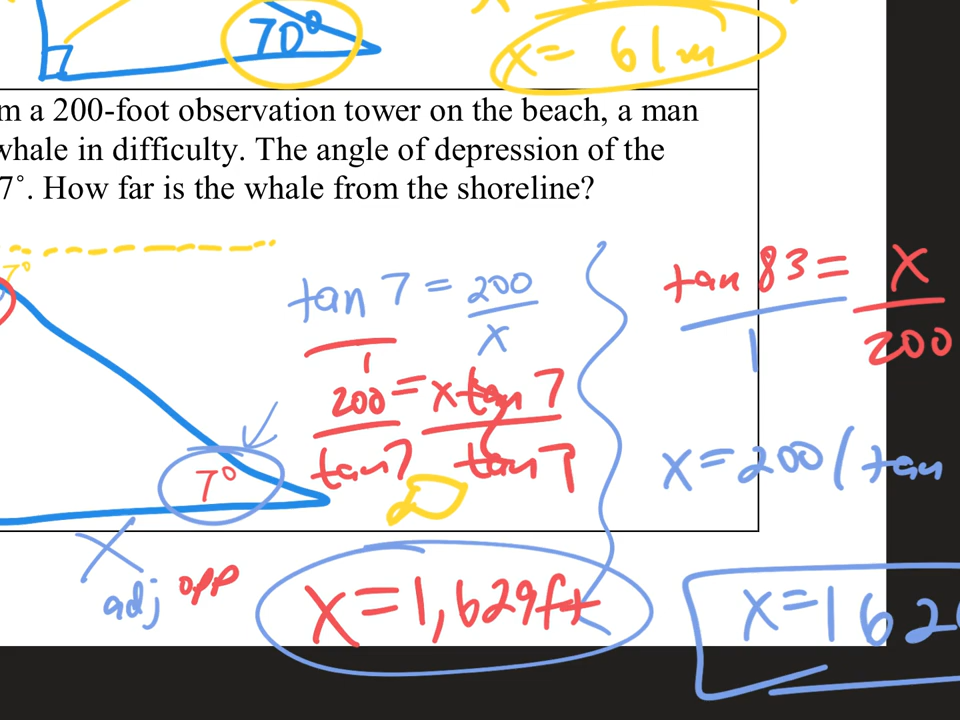 70°
x = 61m
m a 200-foot observation tower on the beach, a man
whale in difficulty. The angle of depression of the
7˚. How far is the whale from the shoreline?
7°
tan 7 = 200
x
1
200 = x tan 7
tan 7 tan 7
7°
x
adj opp
x = 1,629 ft
tan 83 = x
1 200
x = 200 (tan
x = 162